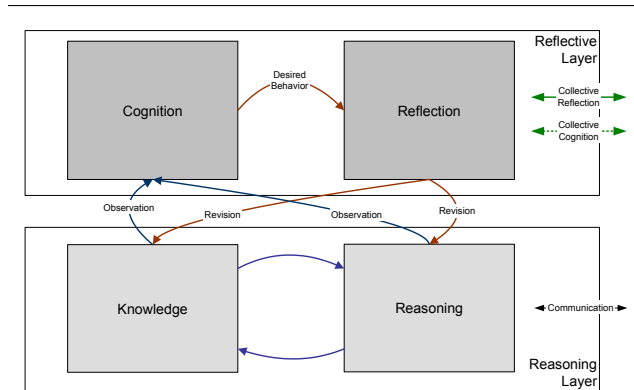 Reflective
Layer
Desired
Behavior
Cognition
Reflection
Collective
Reflection
Collective
Cognition
Observation
Revision
Observation
Revision
Knowledge
Reasoning
Communication
Reasoning
Layer